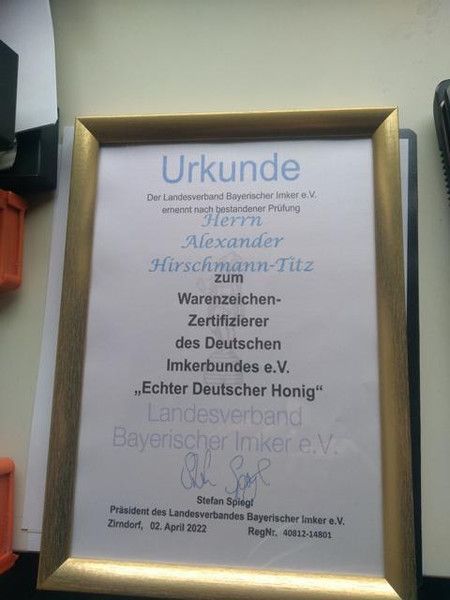 Urkunde
Der Landesverband Bayerischer Imker e.V.
ernennt nach bestandener Prüfung
Herrn
Alexander
Hirschmann-Titz
zum
Warenzeichen-
Zertifizierer
des Deutschen
Imkerbundes e.V.
„Echter Deutscher Honig“
Landesverband
Bayerischer Imker e.V.
Stefan Spiegl
Präsident des Landesverbandes Bayerischer Imker e.V.
Zirndorf, 02. April 2022 RegNr. 40812-14801